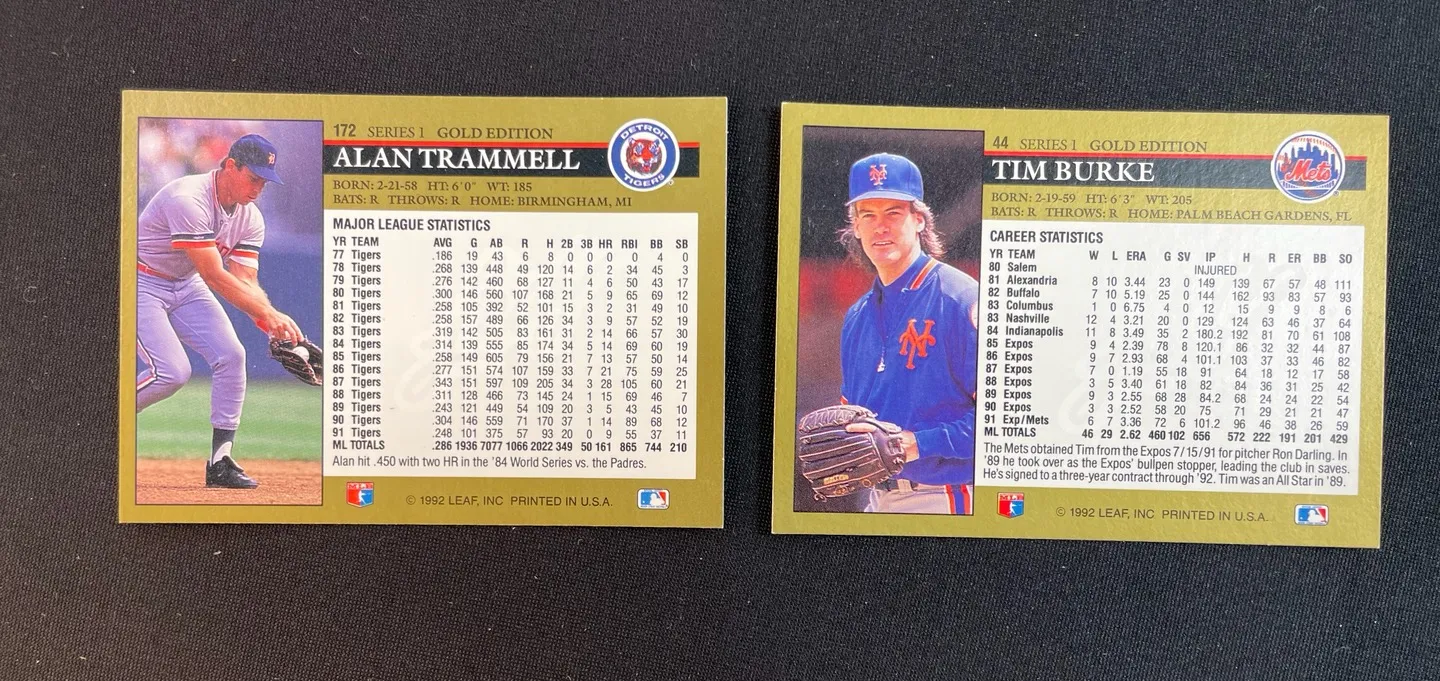 172 SERIES 1 GOLD EDITION
ALAN TRAMMELL
DETROIT
TIGERS
BORN: 2-21-58 HT: 6'0" WT: 185
BATS: R THROWS: R HOME: BIRMINGHAM, MI
MAJOR LEAGUE STATISTICS
YR TEAM AVG G AB R H 2B 3B HR RBI BB SB
77 Tigers .186 19 43 6 8 0 0 0 0 4 0
78 Tigers .268 139 448 49 120 14 6 2 34 45 3
79 Tigers .276 142 460 68 127 11 4 6 50 43 17
80 Tigers .300 146 560 107 168 21 5 9 65 69 12
81 Tigers .258 105 392 52 101 15 3 2 31 49 10
82 Tigers .258 157 489 66 126 34 3 9 57 52 19
83 Tigers .319 142 505 83 161 31 2 14 66 57 30
84 Tigers .314 139 555 85 174 34 5 14 69 60 19
85 Tigers .258 149 605 79 156 21 7 13 57 50 14
86 Tigers .277 151 574 107 159 33 7 21 75 59 25
87 Tigers .343 151 597 109 205 34 3 28 105 60 21
88 Tigers .311 128 466 73 145 24 1 15 69 46 7
89 Tigers .243 121 449 54 109 20 3 5 43 45 10
90 Tigers .304 146 559 71 170 37 1 14 89 68 12
91 Tigers .248 101 375 57 93 20 0 9 55 37 11
ML TOTALS .286 1936 7077 1066 2022 349 50 161 865 744 210
Alan hit .450 with two HR in the '84 World Series vs. the Padres.
© 1992 LEAF, INC PRINTED IN U.S.A.
44 SERIES 1 GOLD EDITION
TIM BURKE
Mets
BORN: 2-19-59 HT: 6'3" WT: 205
BATS: R THROWS: R HOME: PALM BEACH GARDENS, FL
CAREER STATISTICS
YR TEAM W L ERA G SV IP H R ER BB SO
80 Salem INJURED
81 Alexandria 8 10 3.44 23 0 149 139 67 57 48 111
82 Buffalo 7 10 5.19 25 0 144 162 93 83 57 93
83 Columbus 1 0 6.75 4 0 12 15 9 9 8 6
83 Nashville 12 4 3.21 20 0 129 124 63 46 37 64
84 Indianapolis 11 8 3.49 35 2 180.2 192 81 70 61 108
85 Expos 9 4 2.39 78 8 120.1 86 32 32 44 87
86 Expos 9 7 2.93 68 4 101.1 103 37 33 46 82
87 Expos 7 0 1.19 55 18 91 64 18 12 17 58
88 Expos 3 5 3.40 61 18 82 84 36 31 25 42
89 Expos 9 3 2.55 68 28 84.2 68 24 24 22 54
90 Expos 3 3 2.52 58 20 75 71 29 21 21 47
91 Exp/Mets 6 7 3.36 72 6 101.2 96 46 38 26 59
ML TOTALS 46 29 2.62 460 102 656 572 222 191 201 429
The Mets obtained Tim from the Expos 7/15/91 for pitcher Ron Darling. In
'89 he took over as the Expos' bullpen stopper, leading the club in saves.
He's signed to a three-year contract through '92. Tim was an All Star in '89.
© 1992 LEAF, INC PRINTED IN U.S.A.